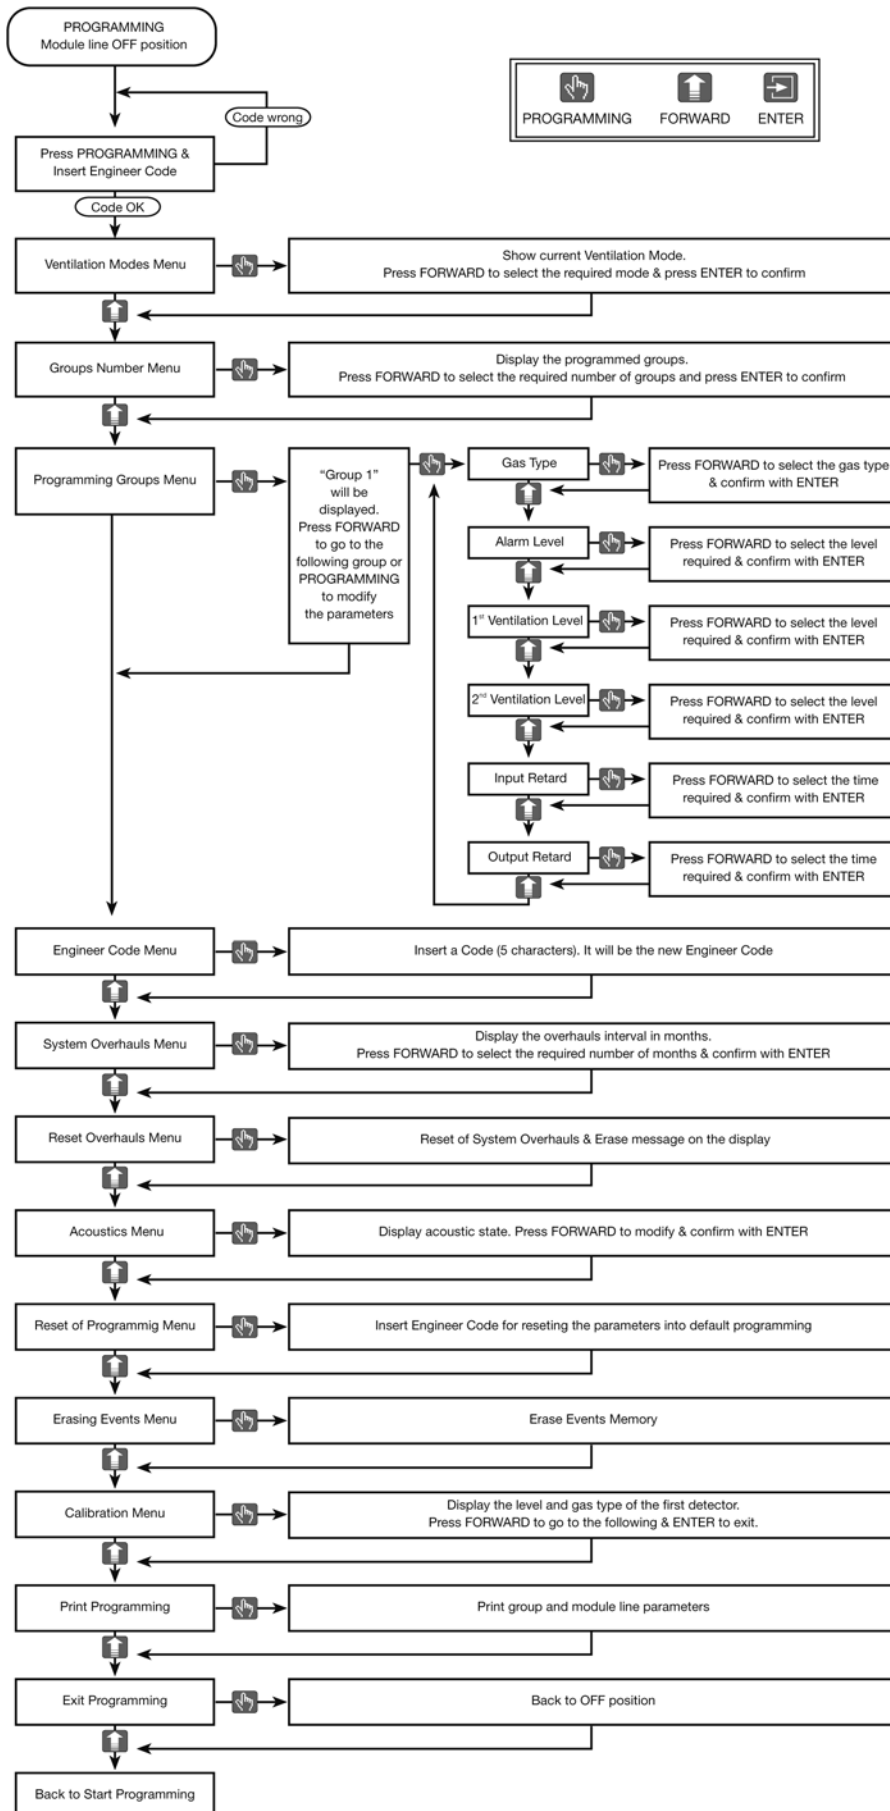 PROGRAMMING
Module line OFF position
PROGRAMMING
FORWARD
ENTER
Code wrong
Press PROGRAMMING &
Insert Engineer Code
Code OK
Ventilation Modes Menu
Show current Ventilation Mode.
Press FORWARD to select the required mode & press ENTER to confirm
Groups Number Menu
Display the programmed groups.
Press FORWARD to select the required number of groups and press ENTER to confirm
Programming Groups Menu
“Group 1”
will be
displayed.
Press FORWARD
to go to the
following group or
PROGRAMMING
to modify
the parameters
Gas Type
Press FORWARD to select the gas type
& confirm with ENTER
Alarm Level
Press FORWARD to select the level
required & confirm with ENTER
1st Ventilation Level
Press FORWARD to select the level
required & confirm with ENTER
2nd Ventilation Level
Press FORWARD to select the level
required & confirm with ENTER
Input Retard
Press FORWARD to select the time
required & confirm with ENTER
Output Retard
Press FORWARD to select the time
required & confirm with ENTER
Engineer Code Menu
Insert a Code (5 characters). It will be the new Engineer Code
System Overhauls Menu
Display the overhauls interval in months.
Press FORWARD to select the required number of months & confirm with ENTER
Reset Overhauls Menu
Reset of System Overhauls & Erase message on the display
Acoustics Menu
Display acoustic state. Press FORWARD to modify & confirm with ENTER
Reset of Programmig Menu
Insert Engineer Code for reseting the parameters into default programming
Erasing Events Menu
Erase Events Memory
Calibration Menu
Display the level and gas type of the first detector.
Press FORWARD to go to the following & ENTER to exit.
Print Programming
Print group and module line parameters
Exit Programming
Back to OFF position
Back to Start Programming